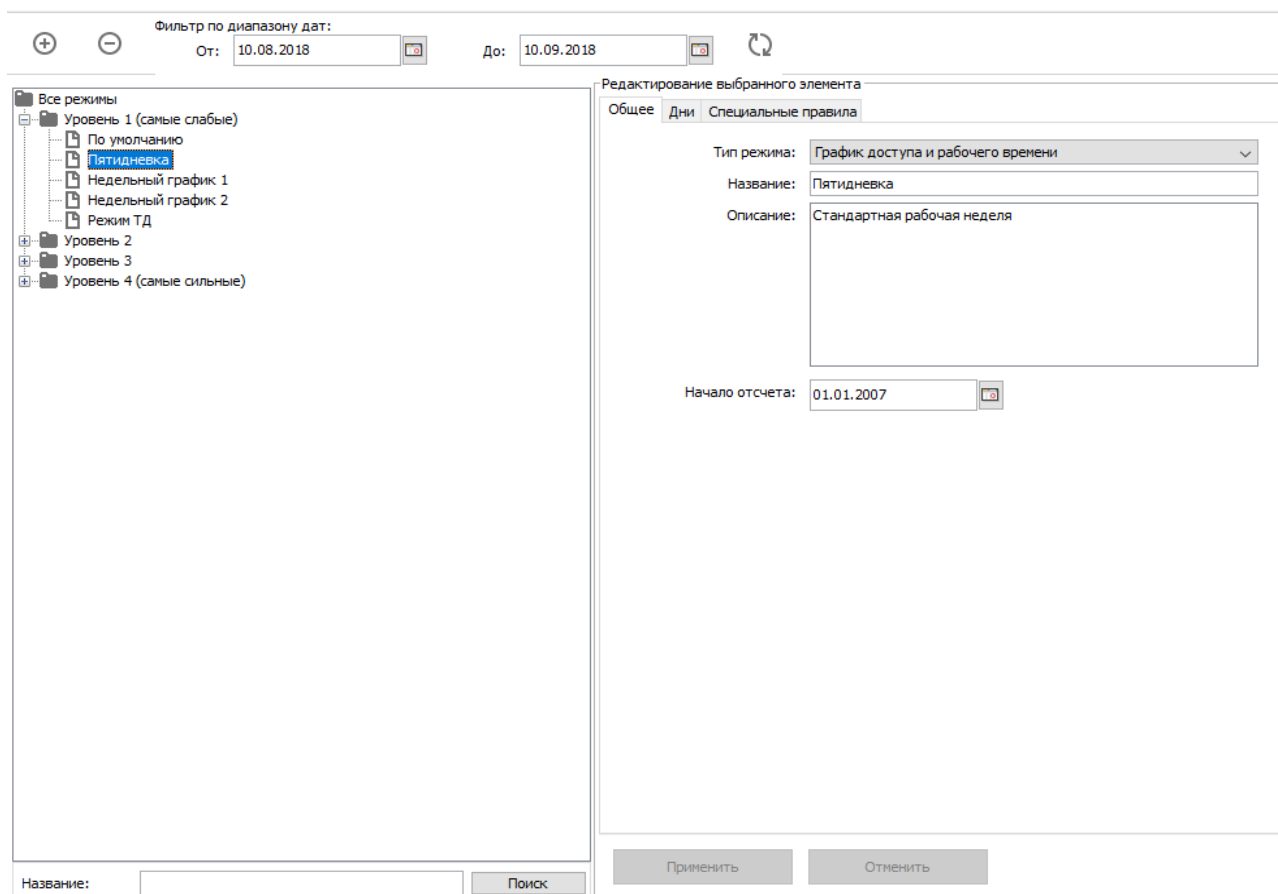 Фильтр по диапазону дат:
От: 10.08.2018 До: 10.09.2018
Все режимы
Уровень 1 (самые слабые)
По умолчанию
Пятидневка
Недельный график 1
Недельный график 2
Режим ТД
Уровень 2
Уровень 3
Уровень 4 (самые сильные)
Название: Поиск
Редактирование выбранного элемента
Общее Дни Специальные правила
Тип режима: График доступа и рабочего времени
Название: Пятидневка
Описание: Стандартная рабочая неделя
Начало отсчета: 01.01.2007
Применить Отменить